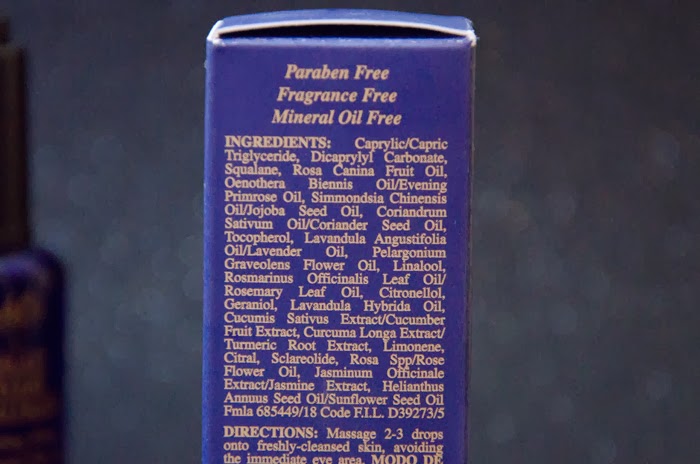 Paraben Free
Fragrance Free
Mineral Oil Free
INGREDIENTS: Caprylic/Capric
Triglyceride, Dicaprylyl Carbonate,
Squalane, Rosa Canina Fruit Oil,
Oenothera Biennis Oil/Evening
Primrose Oil, Simmondsia Chinensis
Oil/Jojoba Seed Oil, Coriandrum
Sativum Oil/Coriander Seed Oil,
Tocopherol, Lavandula Angustifolia
Oil/Lavender Oil, Pelargonium
Graveolens Flower Oil, Linalool,
Rosmarinus Officinalis Leaf Oil/
Rosemary Leaf Oil, Citronellol,
Geraniol, Lavandula Hybrida Oil,
Cucumis Sativus Extract/Cucumber
Fruit Extract, Curcuma Longa Extract/
Turmeric Root Extract, Limonene,
Citral, Sclareolide, Rosa Spp/Rose
Flower Oil, Jasminum Officinale
Extract/Jasmine Extract, Helianthus
Annuus Seed Oil/Sunflower Seed Oil
Fmla 685449/18 Code F.I.L. D39273/5
DIRECTIONS: Massage 2-3 drops
onto freshly-cleansed skin, avoiding
the immediate eye area. MODO DE